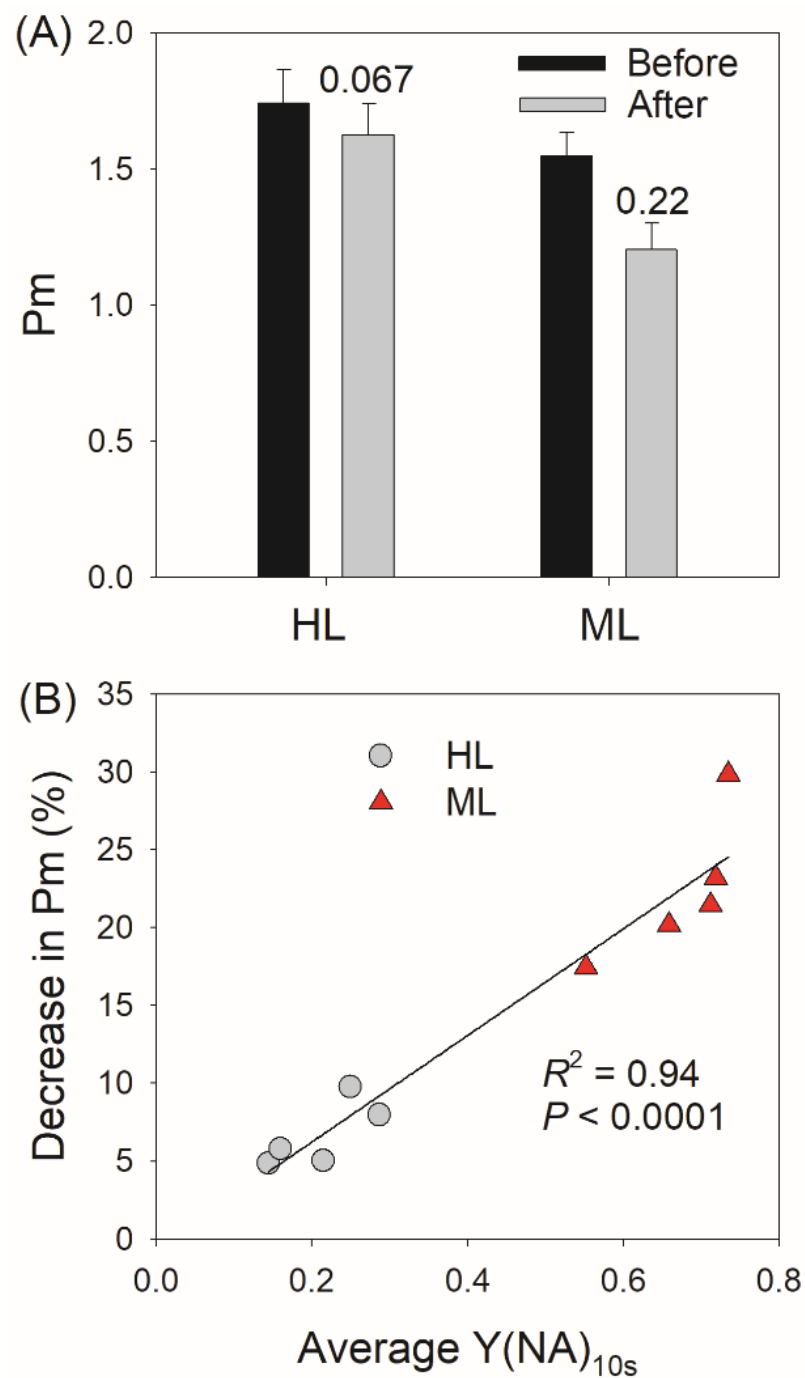 (A)
2.0
1.5
1.0
0.5
0.0
Pm
0.067
0.22
Before
After
HL
ML
(B)
35
30
25
20
15
10
5
0
Decrease in Pm (%)
HL
ML
R² = 0.94
P < 0.0001
0.0 0.2 0.4 0.6 0.8
Average Y(NA)10s